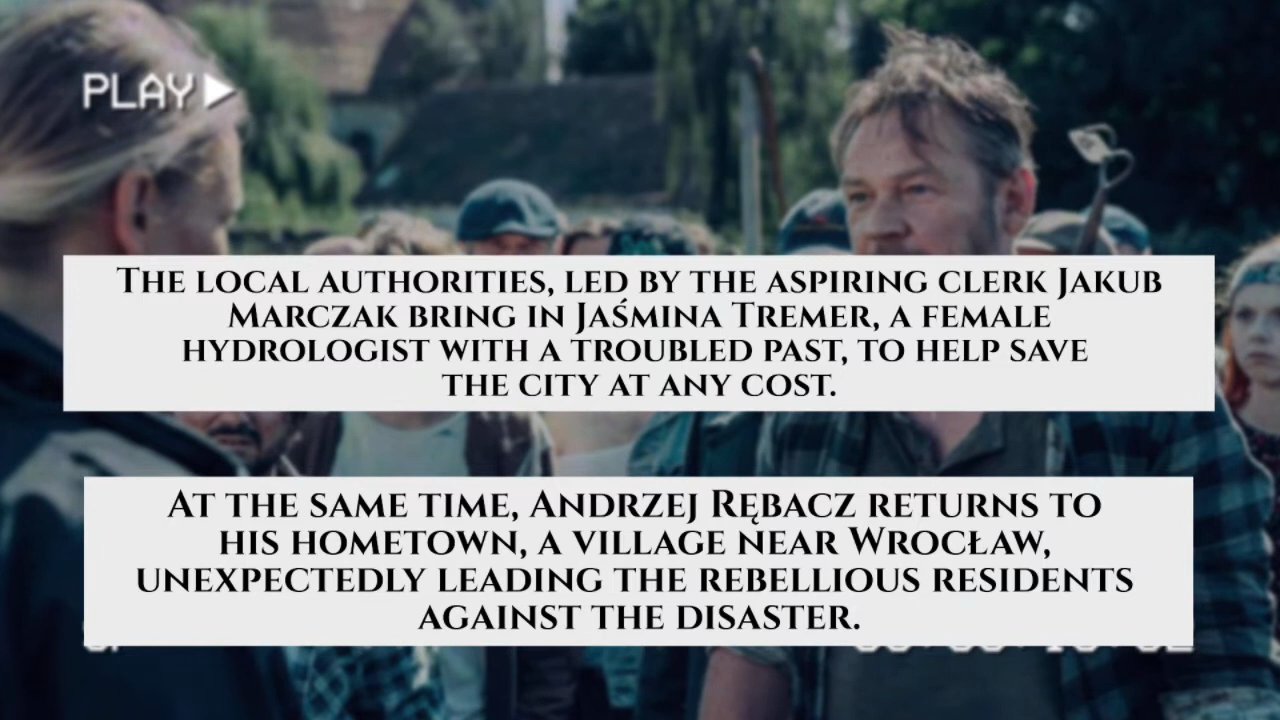 PLAY
The local authorities, led by the aspiring clerk Jakub
Marczak bring in Jaśmina Tremer, a female
hydrologist with a troubled past, to help save
the city at any cost.
At the same time, Andrzej Rębacz returns to
his hometown, a village near Wrocław,
unexpectedly leading the rebellious residents
against the disaster.